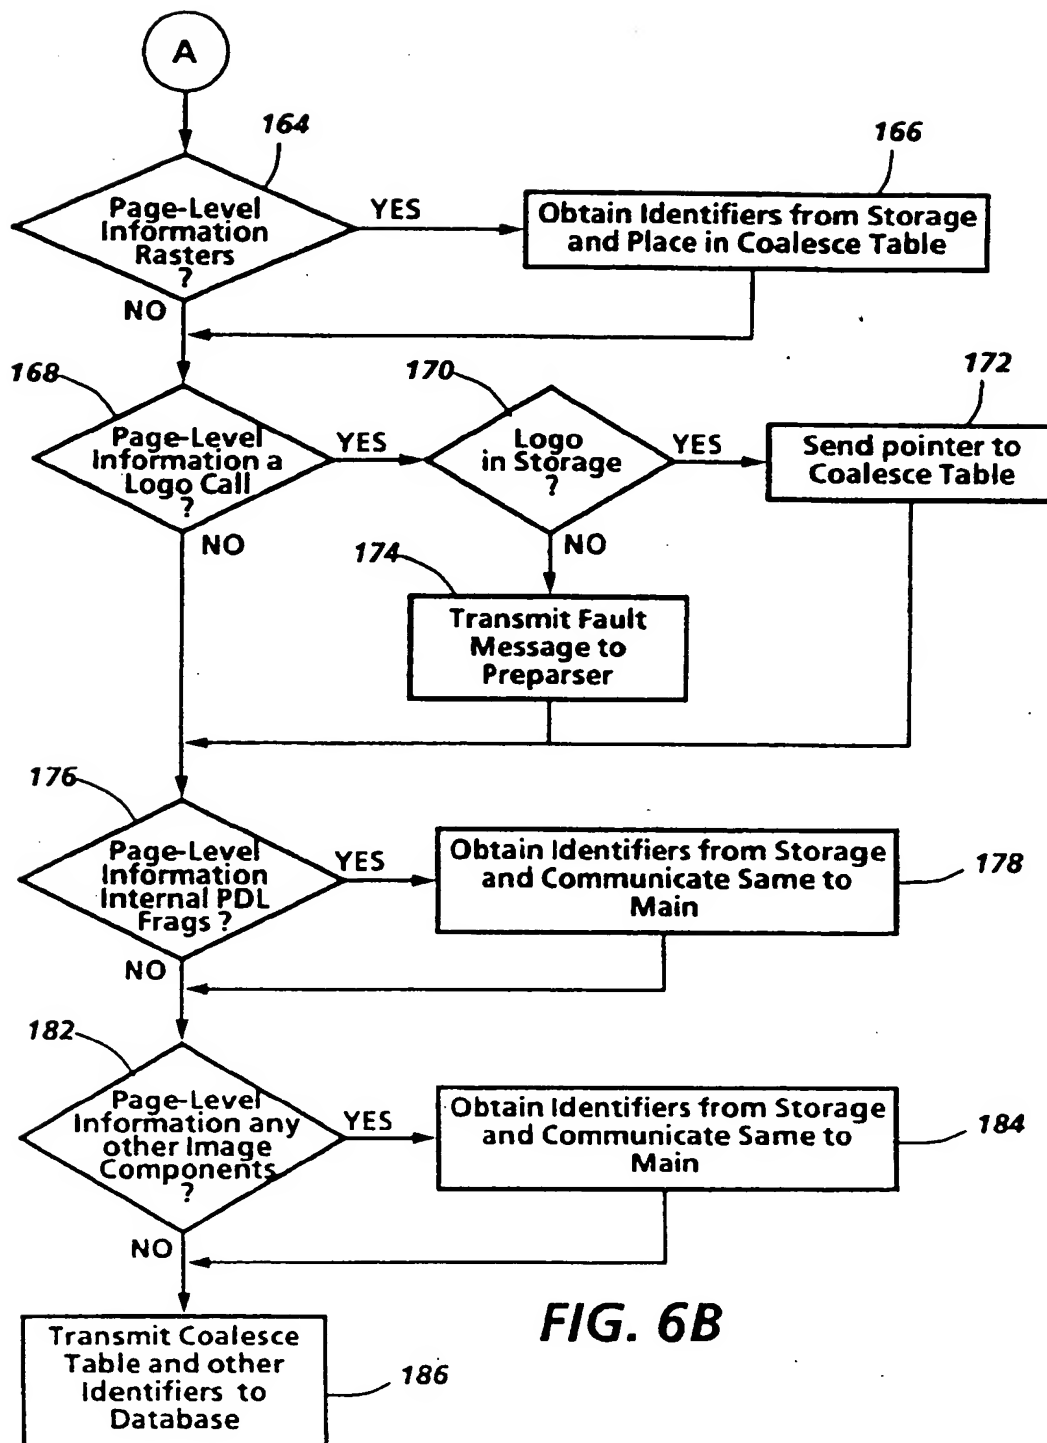 A
164
Page-Level
Information
Rasters
?
YES
166
Obtain Identifiers from Storage
and Place in Coalesce Table
NO
168
Page-Level
Information a
Logo Call
?
YES
170
Logo
in Storage
?
YES
172
Send pointer to
Coalesce Table
NO
NO
174
Transmit Fault
Message to
Preparser
176
Page-Level
Information
Internal PDL
Frags ?
YES
Obtain Identifiers from Storage
and Communicate Same to
Main
178
NO
182
Page-Level
Information any
other Image
Components
?
YES
Obtain Identifiers from Storage
and Communicate Same to
Main
184
NO
Transmit Coalesce
Table and other
Identifiers to
Database
186
FIG. 6B